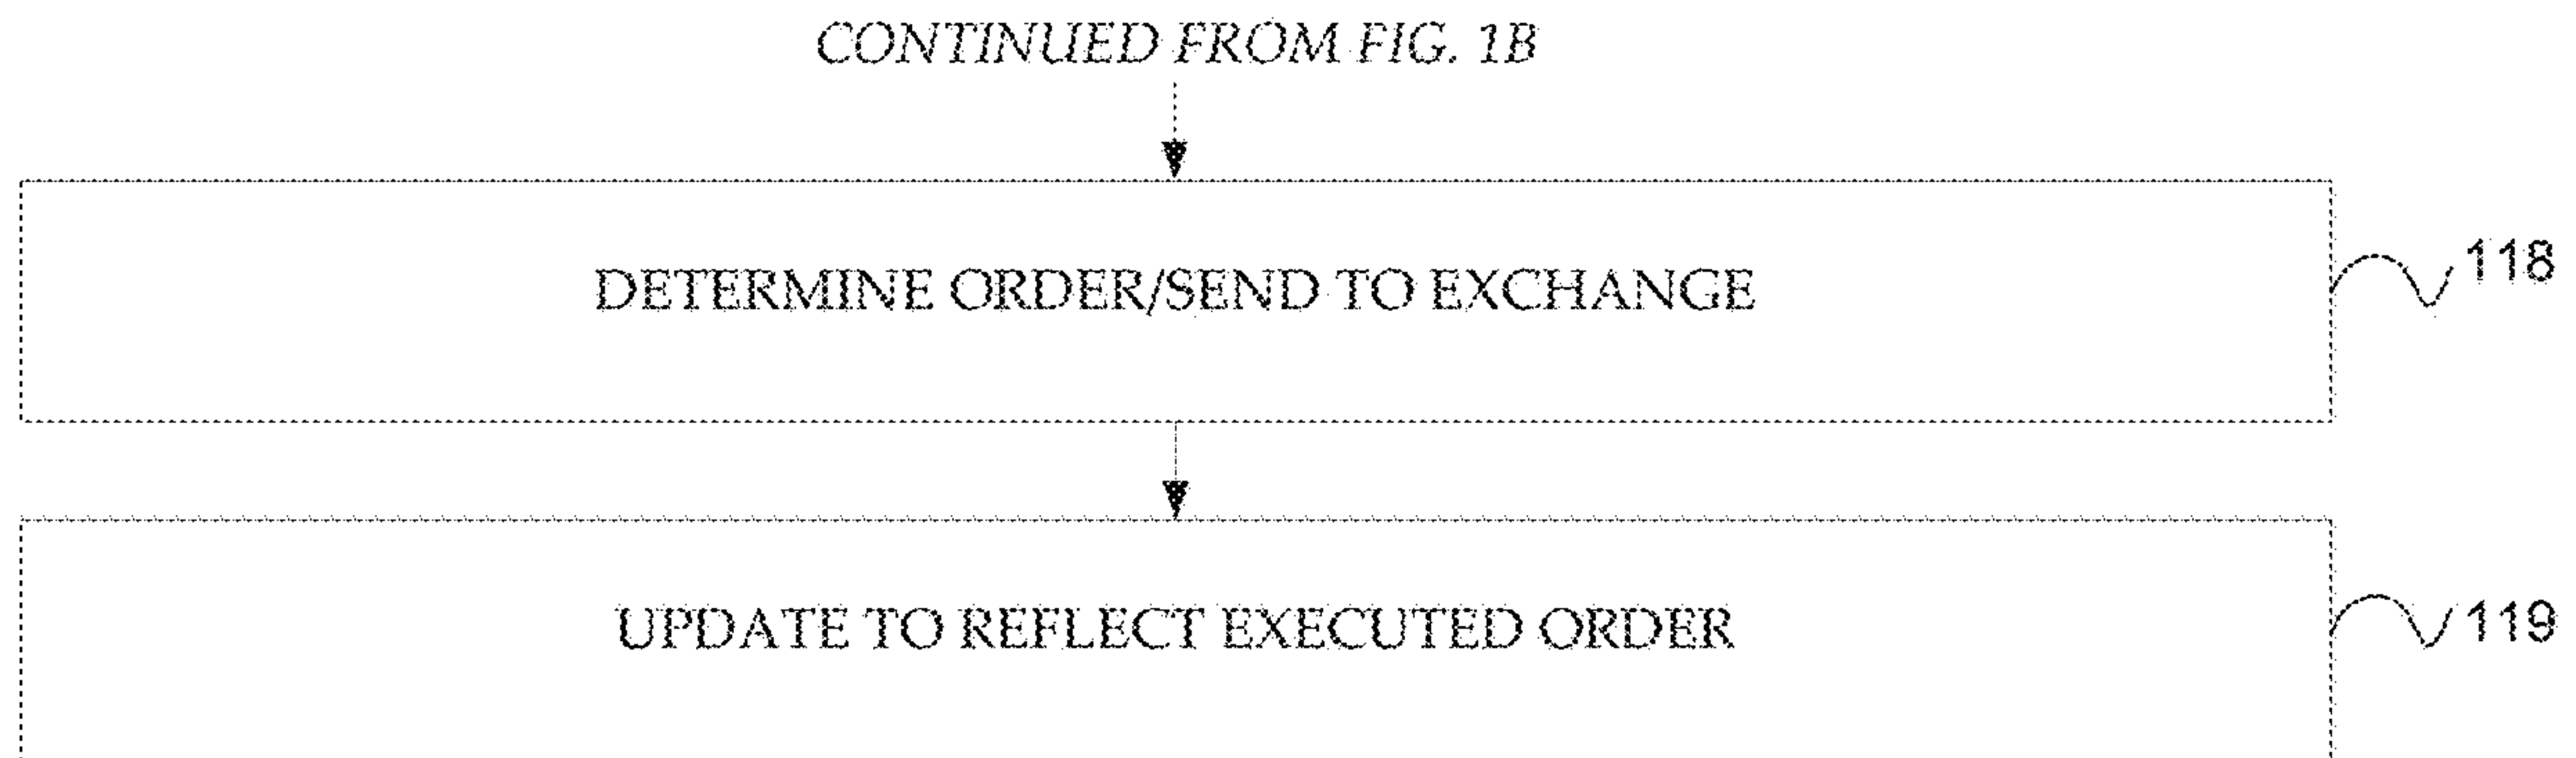 CONTINUED FROM FIG. 1B
DETERMINE ORDER/SEND TO EXCHANGE
118
UPDATE TO REFLECT EXECUTED ORDER
119